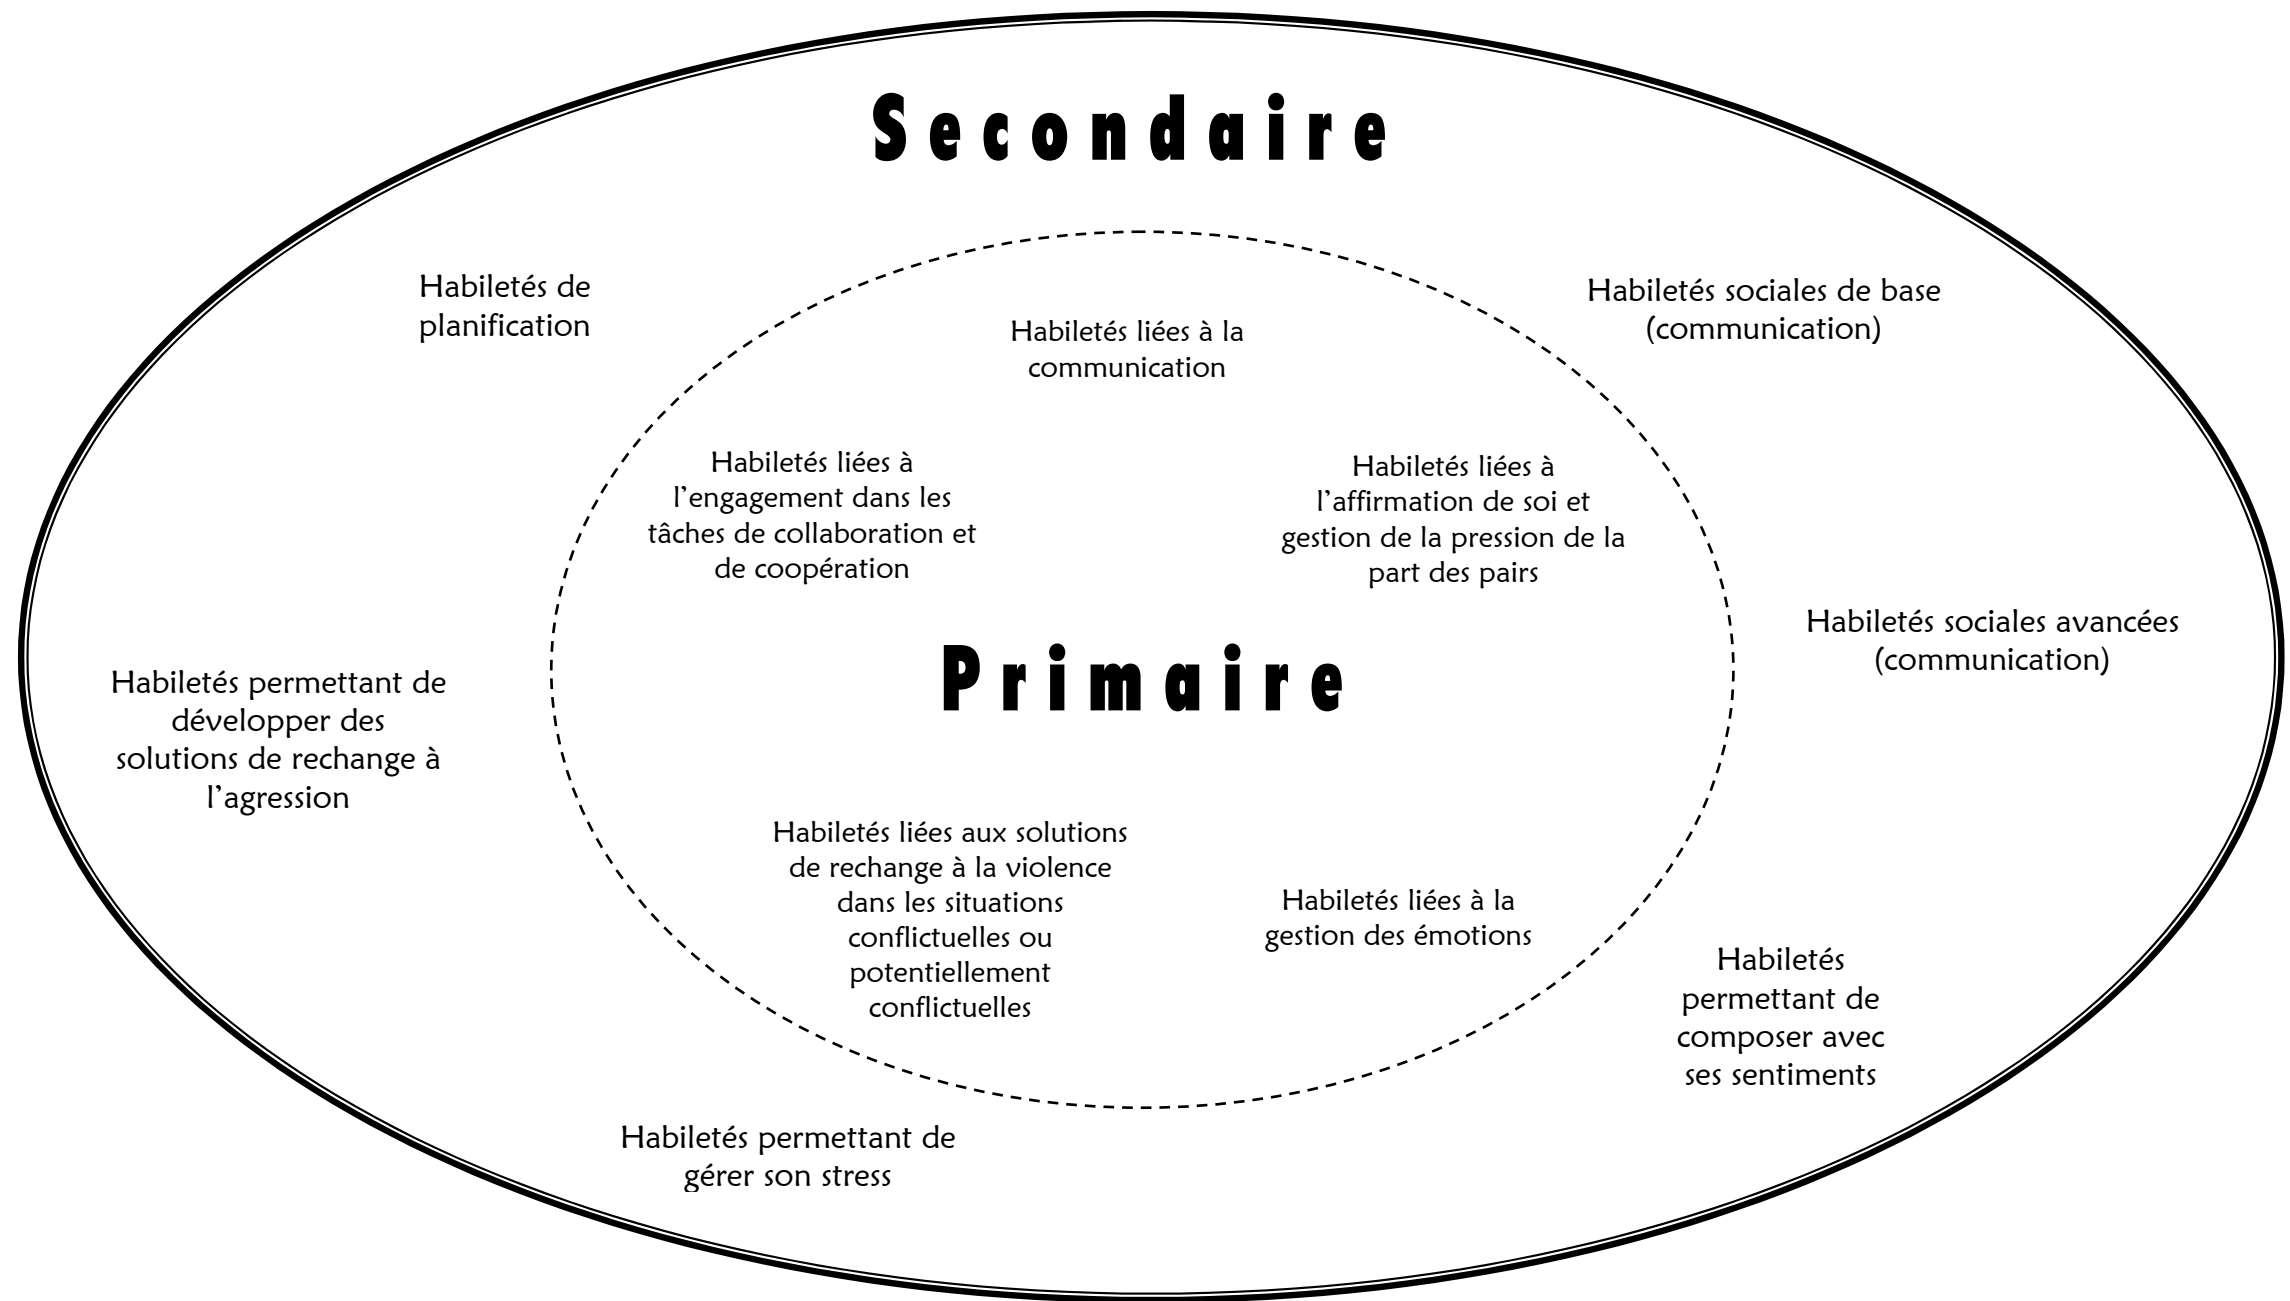 Secondaire
Habiletés de
planification
Habiletés sociales de base
(communication)
Habiletés liées à la
communication
Habiletés liées à
l’engagement dans les
tâches de collaboration et
de coopération
Habiletés liées à
l’affirmation de soi et
gestion de la pression de la
part des pairs
Habiletés sociales avancées
(communication)
Primaire
Habiletés permettant de
développer des
solutions de rechange à
l’agression
Habiletés liées aux solutions
de rechange à la violence
dans les situations
conflictuelles ou
potentiellement
conflictuelles
Habiletés liées à la
gestion des émotions
Habiletés
permettant de
composer avec
ses sentiments
Habiletés permettant de
gérer son stress